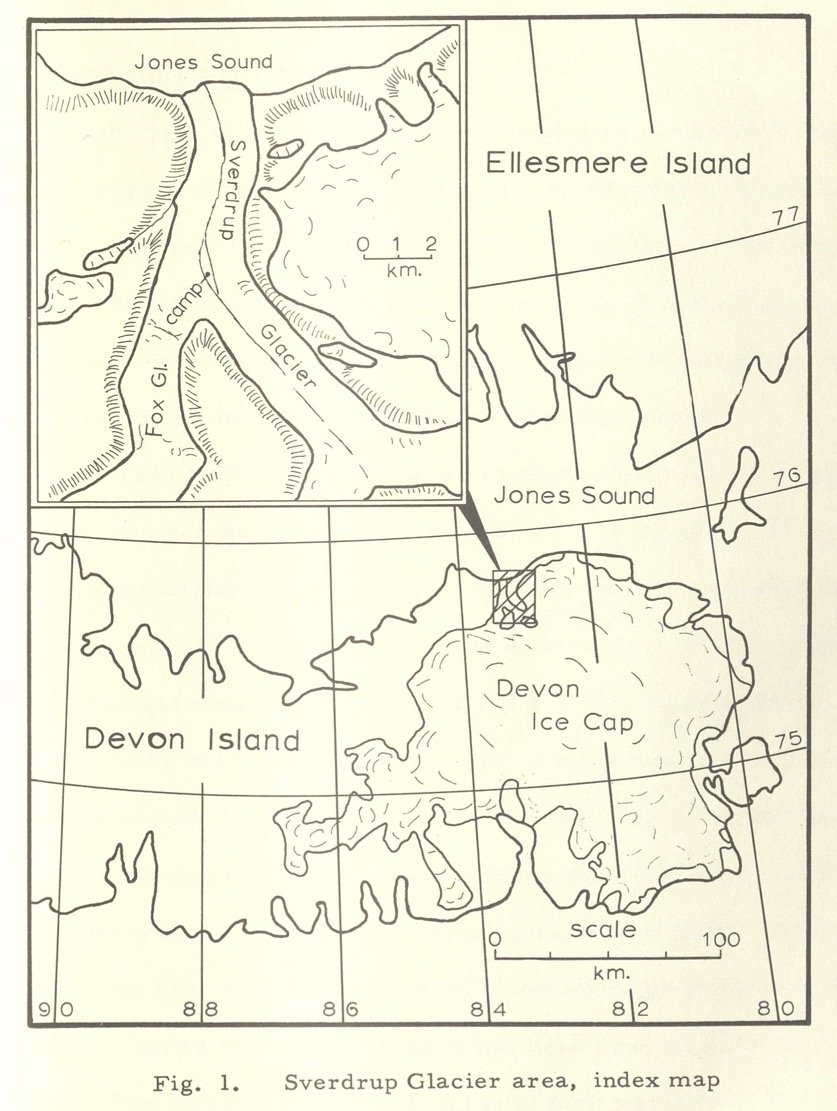 Jones Sound
Sverdrup
Glacier
0 1 2
km.
camp
Fox Gl.
Ellesmere Island
77
Jones Sound
76
Devon
Ice Cap
Devon Island
75
scale
0 100
km.
90 88 86 84 82 80
Fig. 1. Sverdrup Glacier area, index map